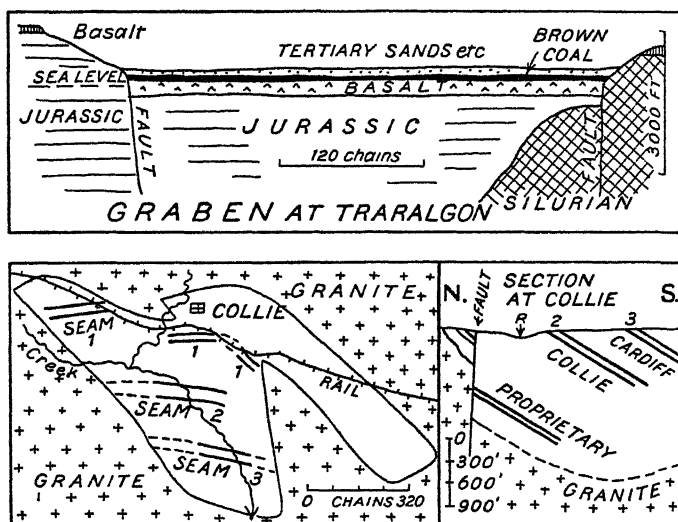 Basalt
TERTIARY SANDS etc
BROWN
COAL
SEA LEVEL
BASALT
JURASSIC
FAULT
JURASSIC
120 chains
FAULT
3000 FT
GRABEN AT TRARALGON
SILURIAN
COLLIE
GRANITE
SEAM
1
1
1
Creek
RAIL
SEAM
2
SEAM
3
GRANITE
0 CHAINS 320
N.
FAULT
SECTION
AT COLLIE
S.
R
2
3
CARDIFF
COLLIE
PROPRIETARY
0
300'
600'
900'
GRANITE